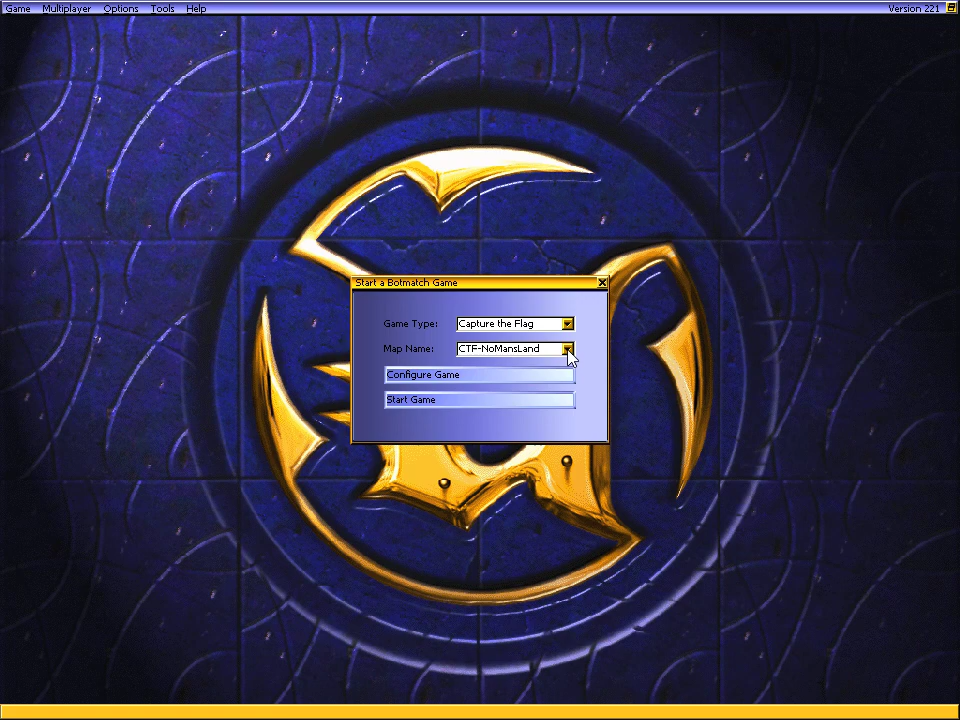 Game Multiplayer Options Tools Help Version 221
Start a Botmatch Game
Game Type: Capture the Flag
Map Name: CTF-NoMansLand
Configure Game
Start Game